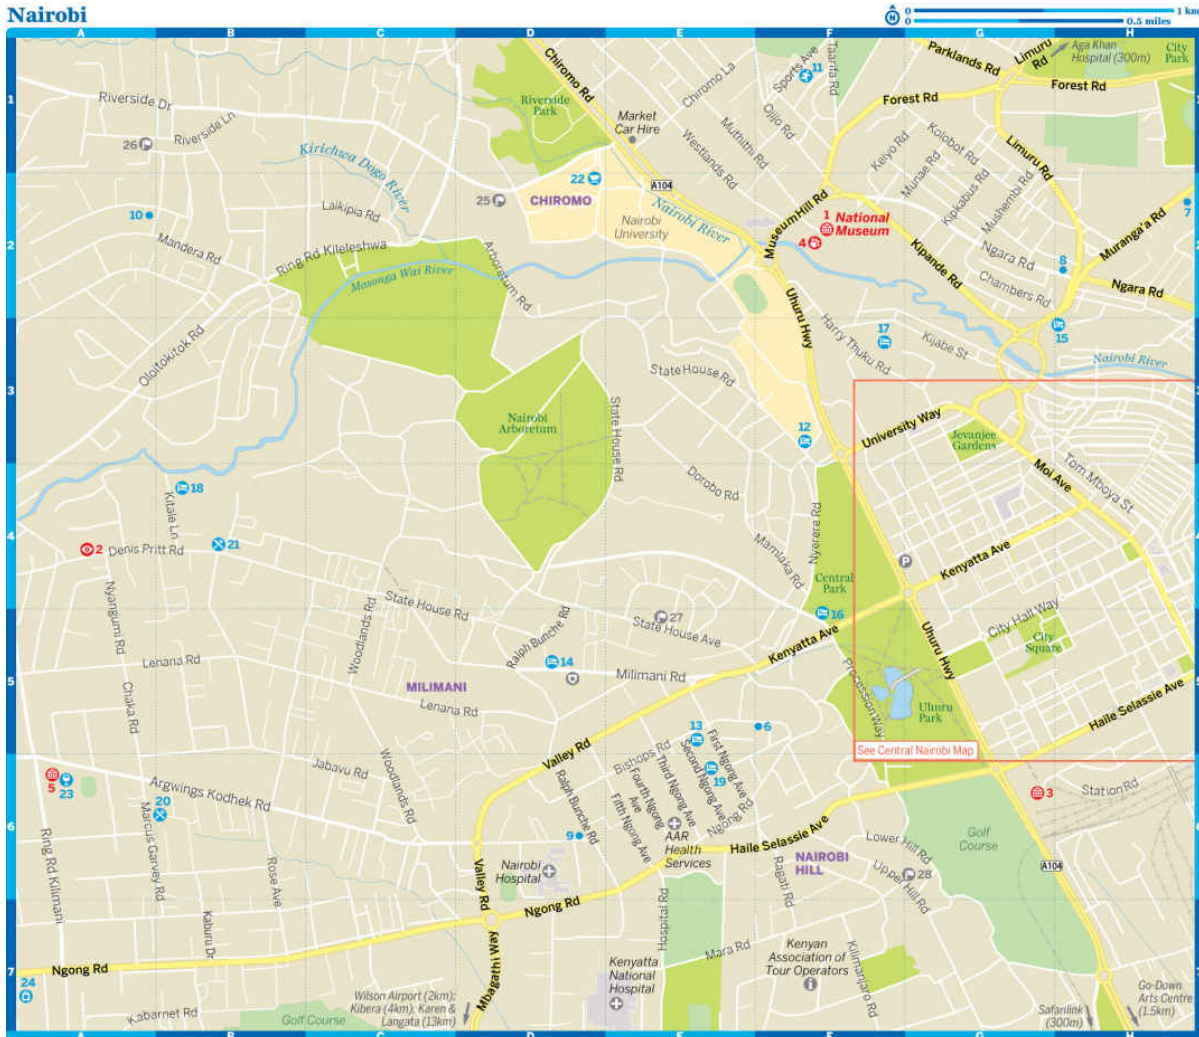 Nairobi
N
0
1 km
0
0.5 miles
A
B
C
D
E
F
G
H
1
Riverside Dr
Riverside Ln
26
Kirichwa Dogo River
Riverside
Park
Chiromo Rd
Market
Car Hire
Chiromo La
Sports Ave
11
Taarifa Rd
Ojijo Rd
Muthithi Rd
Westlands Rd
Parklands Rd
Limuru
Rd
Aga Khan
Hospital (300m)
City
Park
Forest Rd
Forest Rd
Keiyo Rd
Kolobot Rd
Munae Rd
Kipkabus Rd
Mushembi Rd
Limuru Rd
2
10
Laikipia Rd
Mandera Rd
Ring Rd Kileleshwa
Masonga Wai River
Arboretum Rd
25
22
CHIROMO
A104
Nairobi
University
Nairobi River
Museum Hill Rd
1
National
Museum
4
Kipande Rd
Ngara Rd
8
Chambers Rd
Muranga'a Rd
7
Ngara Rd
Uhuru Hwy
Harry Thuku Rd
17
Kijabe St
15
Nairobi River
3
3
Oloitokitok Rd
Nairobi
Arboretum
State House Rd
State House Rd
12
University Way
Jevanjee
Gardens
Moi Ave
Tom Mboya St
4
4
18
Kitale Ln
21
2
Denis Pritt Rd
Dorobo Rd
Mamlaka Rd
Nyerere Rd
Central
Park
P
Kenyatta Ave
Nyangumi Rd
State House Rd
Woodlands Rd
Ralph Bunche Rd
27
State House Ave
16
Kenyatta Ave
Uhuru Hwy
City Hall Way
City
Square
5
5
Lenana Rd
Chaka Rd
MILIMANI
Lenana Rd
14
Milimani Rd
Procession Way
Uhuru
Park
Haile Selassie Ave
13
6
See Central Nairobi Map
Valley Rd
Bishops Rd
First Ngong Ave
Second Ngong Ave
Third Ngong Ave
Fourth Ngong
Ave
Fifth Ngong Ave
19
Ngong Rd
6
5
23
Jabavu Rd
Woodlands Rd
Argwings Kodhek Rd
20
Marcus Garvey Rd
Ring Rd Kilimani
Rose Ave
Ralph Bunche Rd
9
AAR
Health
Services
Haile Selassie Ave
NAIROBI
HILL
Lower Hill Rd
Upper Hill Rd
28
Ragati Rd
Golf
Course
3
Station Rd
A104
Nairobi
Hospital
Valley Rd
Ngong Rd
Hospital Rd
7
Kaburu Dr
Ngong Rd
24
Kabarnet Rd
Golf Course
Wilson Airport (2km);
Kibera (4km); Karen &
Langata (13km)
Mbagathi Way
Kenyatta
National
Hospital
Mara Rd
Kenyan
Association of
Tour Operators
Kilimanjaro Rd
Safarilink
(300m)
Go-Down
Arts Centre
(1.5km)
A
B
C
D
E
F
G
H